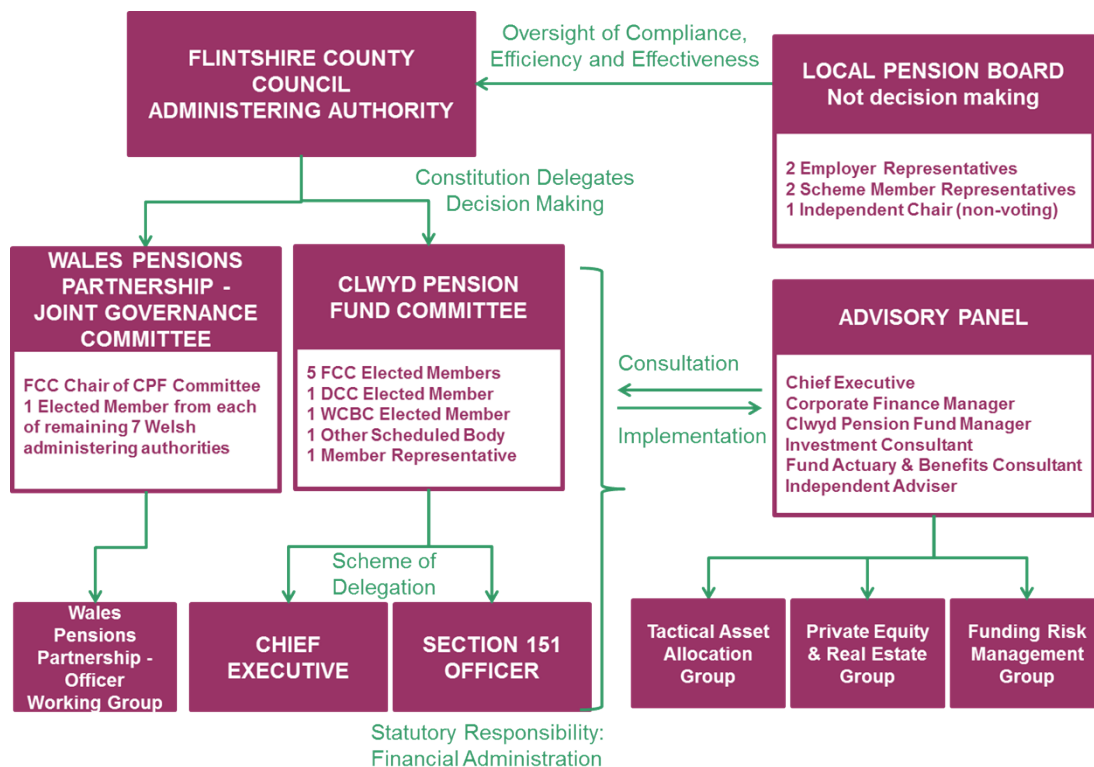 FLINTSHIRE COUNTY
COUNCIL
ADMINISTERING AUTHORITY
Oversight of Compliance,
Efficiency and Effectiveness
LOCAL PENSION BOARD
Not decision making
2 Employer Representatives
2 Scheme Member Representatives
1 Independent Chair (non-voting)
Constitution Delegates
Decision Making
WALES PENSIONS
PARTNERSHIP -
JOINT GOVERNANCE
COMMITTEE
FCC Chair of CPF Committee
1 Elected Member from each
of remaining 7 Welsh
administering authorities
CLWYD PENSION
FUND COMMITTEE
5 FCC Elected Members
1 DCC Elected Member
1 WCBC Elected Member
1 Other Scheduled Body
1 Member Representative
Consultation
Implementation
ADVISORY PANEL
Chief Executive
Corporate Finance Manager
Clwyd Pension Fund Manager
Investment Consultant
Fund Actuary & Benefits Consultant
Independent Adviser
Scheme of
Delegation
Wales
Pensions
Partnership -
Officer
Working Group
CHIEF
EXECUTIVE
SECTION 151
OFFICER
Tactical Asset
Allocation
Group
Private Equity
& Real Estate
Group
Funding Risk
Management
Group
Statutory Responsibility:
Financial Administration